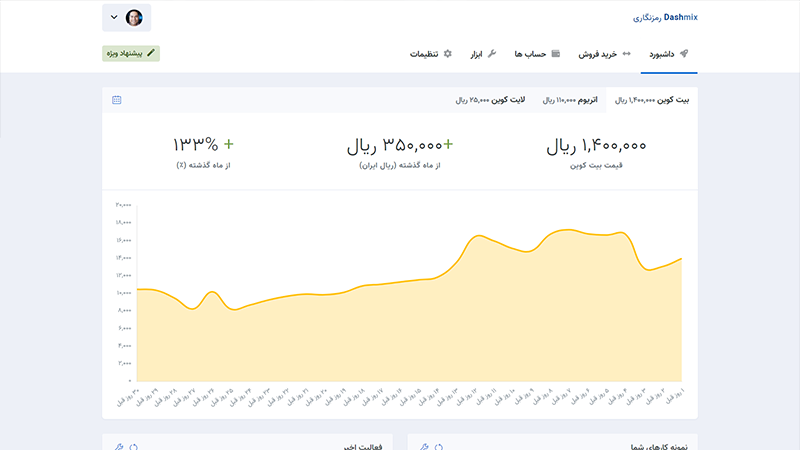 رمزنگاری Dashmix
داشبورد
خرید فروش
حساب ها
ابزار
تنظیمات
پیشنهاد ویژه
بیت کوین ۱,۴۰۰,۰۰۰ ریال
اتریوم ۱۱۰,۰۰۰ ریال
لایت کوین ۲۵,۰۰۰ ریال
۱,۴۰۰,۰۰۰ ریال
قیمت بیت کوین
+۳۵۰,۰۰۰ ریال
از ماه گذشته (ریال ایران)
+ ۱۳۳%
از ماه گذشته (٪)
۲۰,۰۰۰
۱۸,۰۰۰
۱۶,۰۰۰
۱۴,۰۰۰
۱۲,۰۰۰
۱۰,۰۰۰
۸,۰۰۰
۶,۰۰۰
۴,۰۰۰
۲,۰۰۰
۰
۳۰ روز قبل
۲۹ روز قبل
۲۸ روز قبل
۲۷ روز قبل
۲۶ روز قبل
۲۵ روز قبل
۲۴ روز قبل
۲۳ روز قبل
۲۲ روز قبل
۲۱ روز قبل
۲۰ روز قبل
۱۹ روز قبل
۱۸ روز قبل
۱۷ روز قبل
۱۶ روز قبل
۱۵ روز قبل
۱۴ روز قبل
۱۳ روز قبل
۱۲ روز قبل
۱۱ روز قبل
۱۰ روز قبل
۹ روز قبل
۸ روز قبل
۷ روز قبل
۶ روز قبل
۵ روز قبل
۴ روز قبل
۳ روز قبل
۲ روز قبل
۱ روز قبل
نمونه کارهای شما
فعالیت اخیر